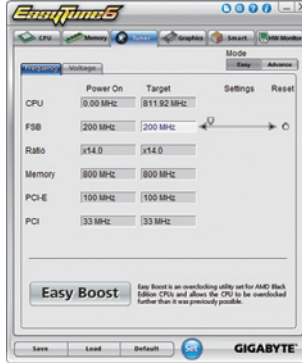 EasyTune6
CPU Memory Tuner Graphics Smart HW Monitor
Mode
Easy Advance
Frequency Voltage
Power On Target Settings Reset
CPU 0.00 MHz 811.92 MHz
FSB 200 MHz 200 MHz
Ratio x14.0 x14.0
Memory 800 MHz 800 MHz
PCI-E 100 MHz 100 MHz
PCI 33 MHz 33 MHz
Easy Boost
Easy Boost is an overclocking utility set for AMD Black
Edition CPUs and allows the CPU to be overclocked
further than it was previously possible.
Save Load Default Set GIGABYTE